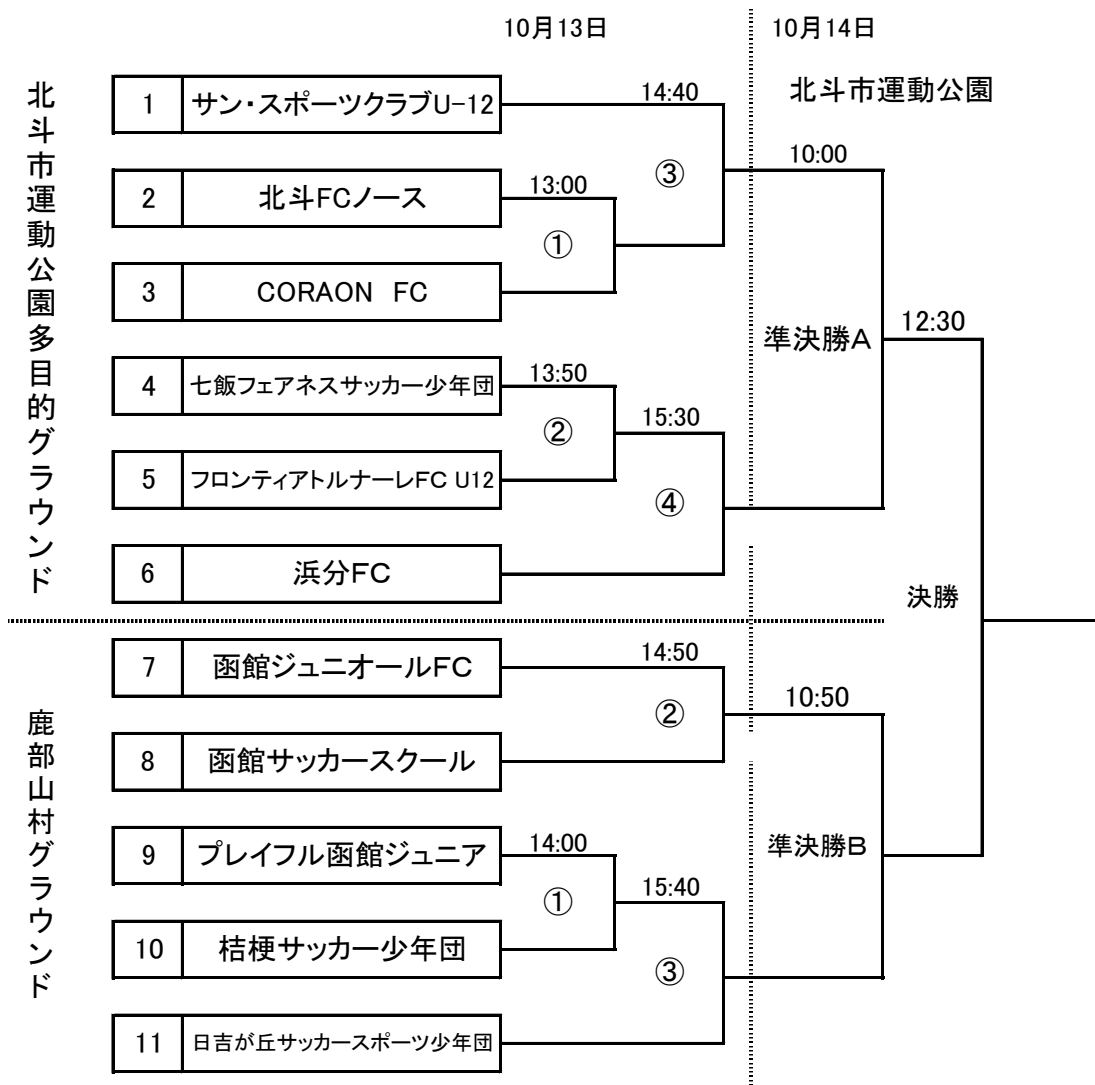 10月13日
10月14日
北斗市運動公園
北斗市運動公園多目的グラウンド
1 サン・スポーツクラブU-12
14:40
③
10:00
2 北斗FCノース
13:00
①
3 CORAON FC
準決勝A
12:30
4 七飯フェアネスサッカー少年団
13:50
②
15:30
5 フロンティアトルナーレFC U12
④
6 浜分FC
決勝
鹿部山村グラウンド
7 函館ジュニオールFC
14:50
②
10:50
8 函館サッカースクール
準決勝B
9 プレイフル函館ジュニア
14:00
①
15:40
10 桔梗サッカー少年団
③
11 日吉が丘サッカースポーツ少年団